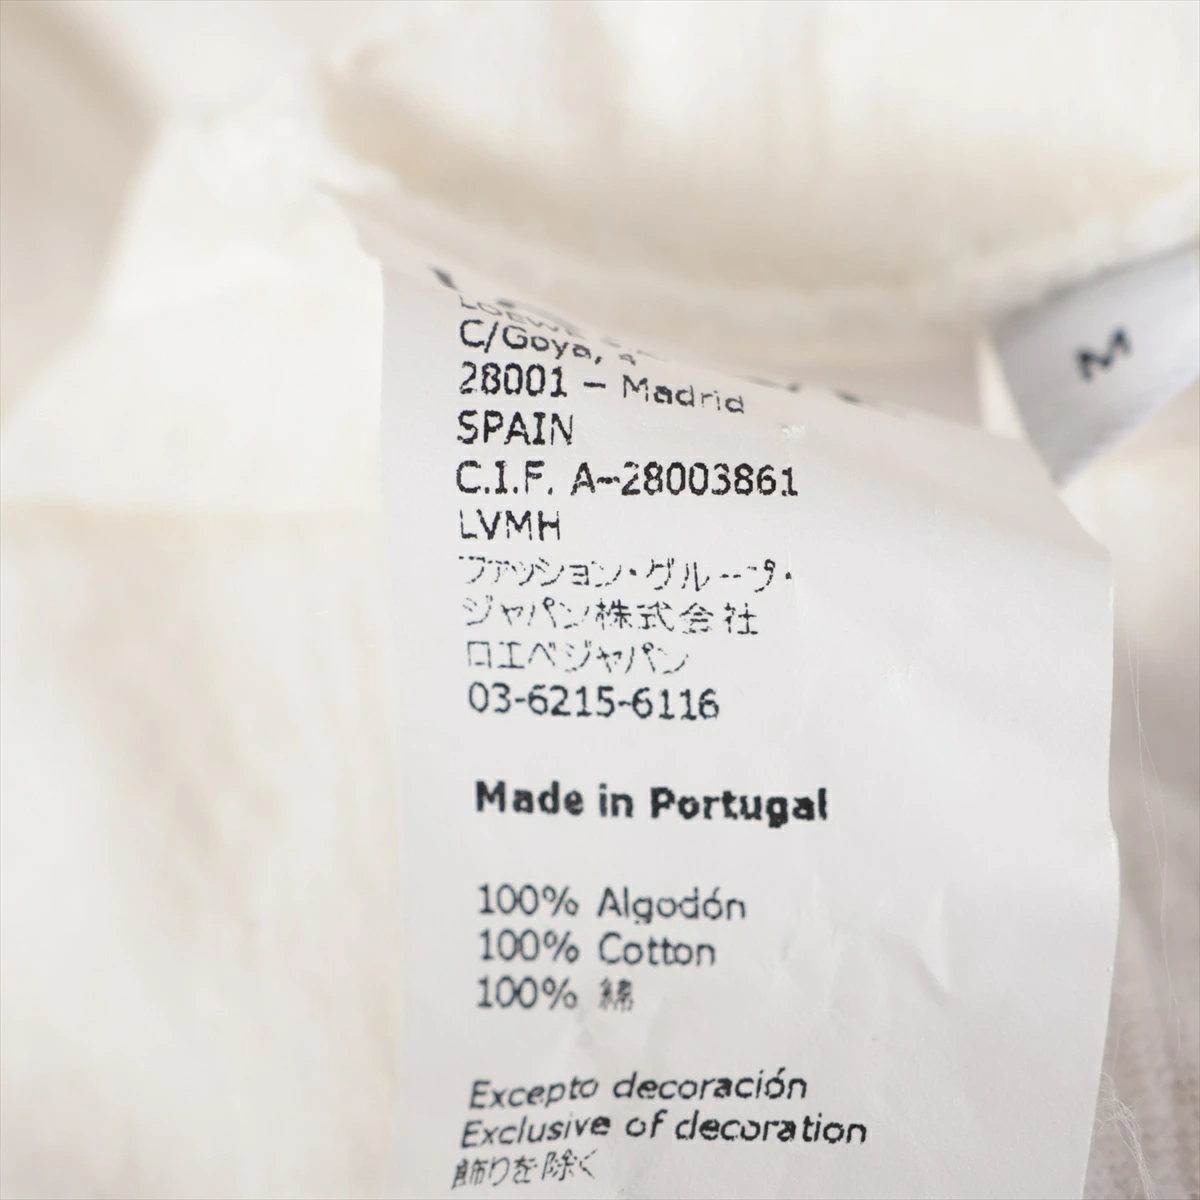 LOEWE
C/Goya, 4
28001 – Madrid
SPAIN
C.I.F. A-28003861
LVMH
ファッション・グループ・
ジャパン株式会社
ロエベジャパン
03-6215-6116
Made in Portugal
100% Algodón
100% Cotton
100% 綿
Excepto decoración
Exclusive of decoration
飾りを除く
M